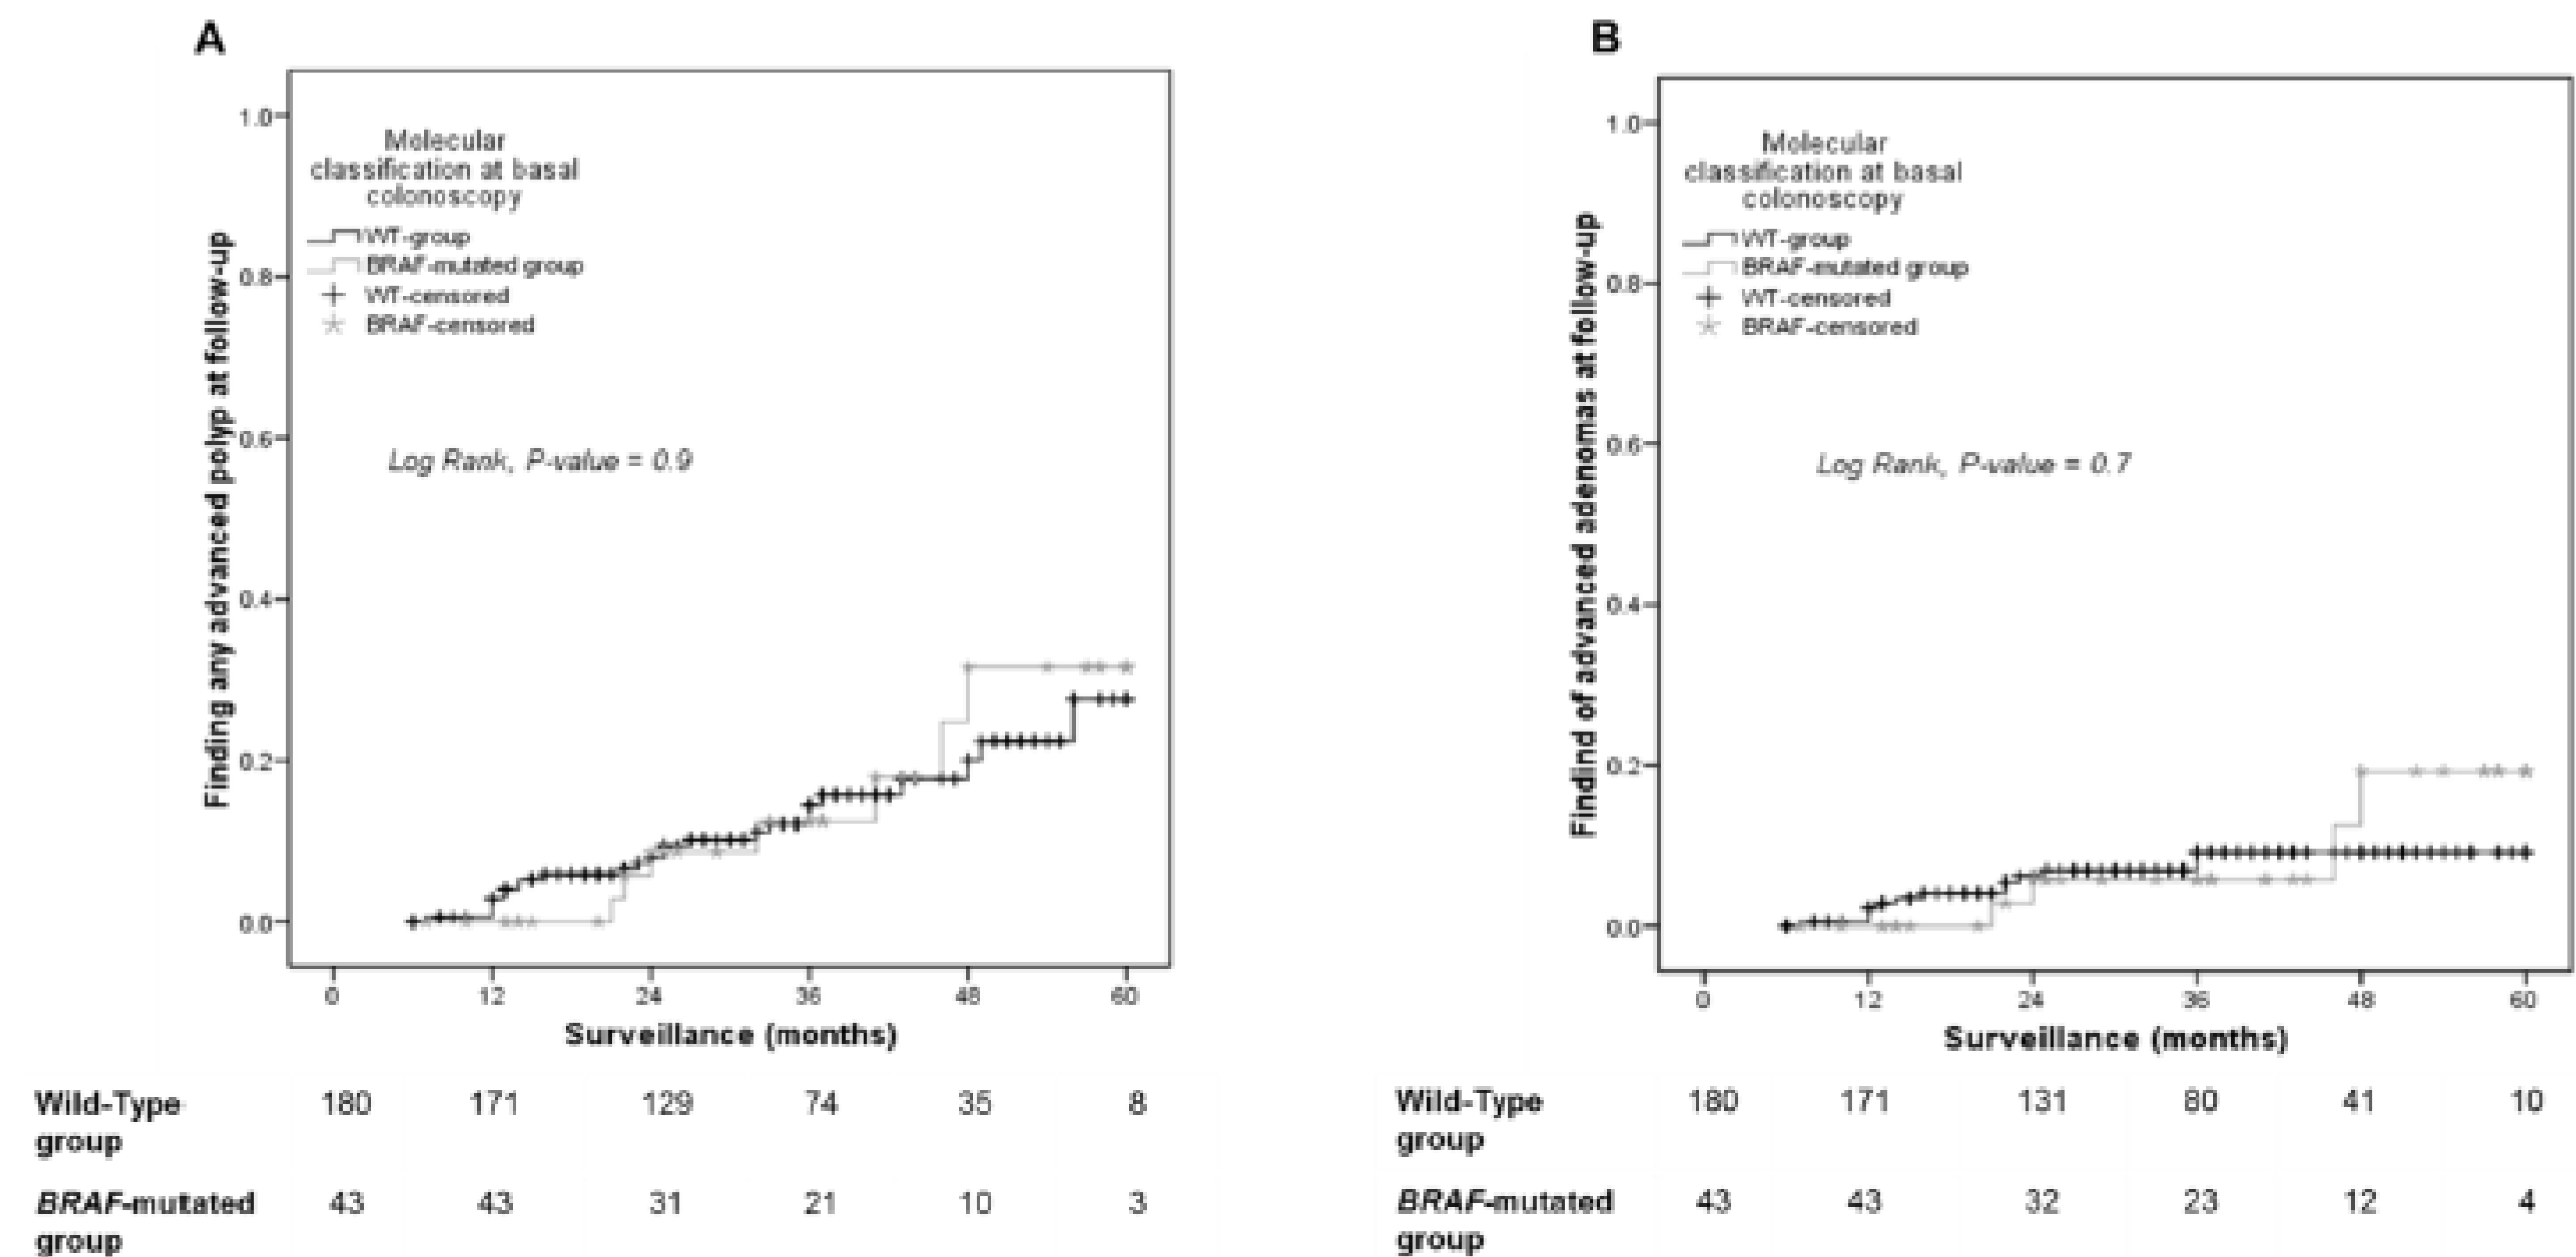 A
Finding any advanced polyp at follow-up
1.0
0.8
0.6
0.4
0.2
0.0
Molecular
classification at basal
colonoscopy
WT-group
BRAF-mutated group
WT-censored
BRAF-censored
Log Rank, P-value = 0.9
0 12 24 36 48 60
Surveillance (months)
Wild-Type 180 171 129 74 35 8
group
BRAF-mutated 43 43 31 21 10 3
group
B
Findind of advanced adenomas at follow-up
1.0
0.8
0.6
0.4
0.2
0.0
Molecular
classification at basal
colonoscopy
WT-group
BRAF-mutated group
WT-censored
BRAF-censored
Log Rank, P-value = 0.7
0 12 24 36 48 60
Surveillance (months)
Wild-Type 180 171 131 80 41 10
group
BRAF-mutated 43 43 32 23 12 4
group